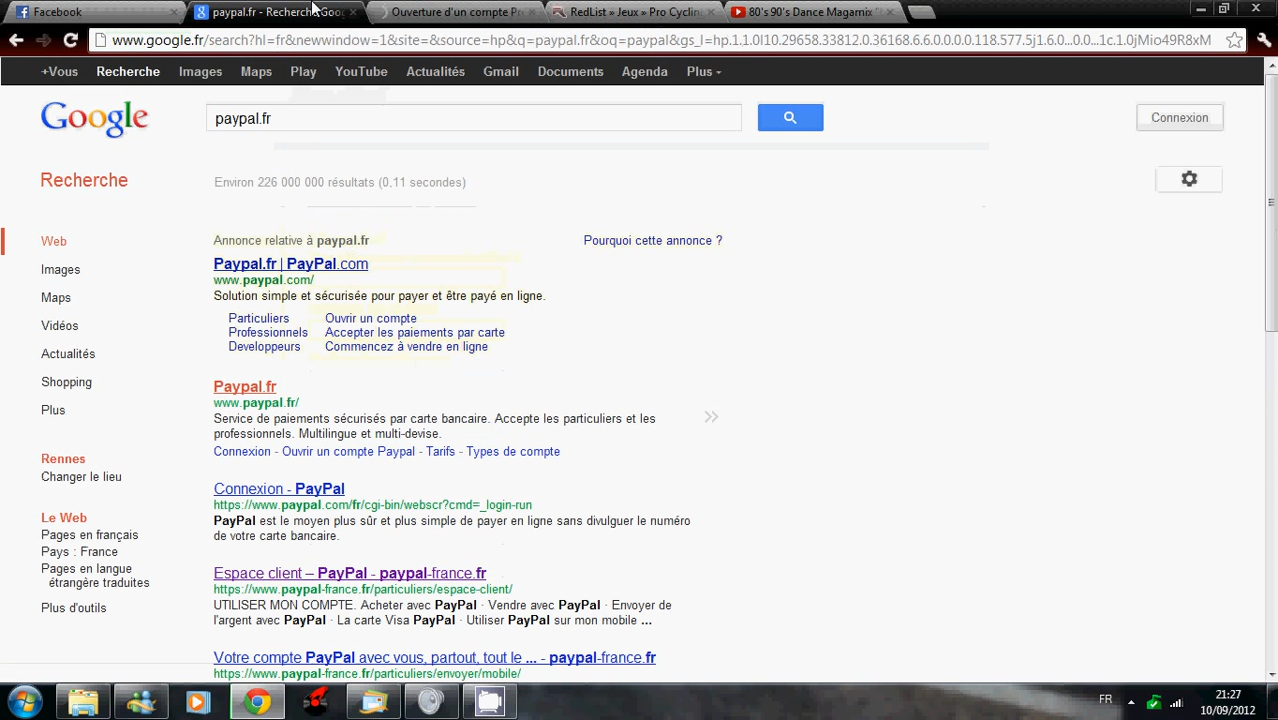 Facebook
paypal.fr - Recherche Goog
Ouverture d'un compte Pr
RedList » Jeux » Pro Cyclin
80's 90's Dance Megamix "
www.google.fr/search?hl=fr&newwindow=1&site=&source=hp&q=paypal.fr&oq=paypal&gs_l=hp.1.1.0l10.29658.33812.0.36168.6.6.0.0.0.0.118.577.5j1.6.0...0.0...1c.1.0jMio49R8xM
+Vous Recherche Images Maps Play YouTube Actualités Gmail Documents Agenda Plus
Google
paypal.fr
Connexion
Recherche
Environ 226 000 000 résultats (0,11 secondes)
Web
Images
Maps
Vidéos
Actualités
Shopping
Plus
Rennes
Changer le lieu
Le Web
Pages en français
Pays : France
Pages en langue
étrangère traduites
Plus d'outils
Annonce relative à paypal.fr
Pourquoi cette annonce ?
Paypal.fr | PayPal.com
www.paypal.com/
Solution simple et sécurisée pour payer et être payé en ligne.
Particuliers Ouvrir un compte
Professionnels Accepter les paiements par carte
Developpeurs Commencez à vendre en ligne
Paypal.fr
www.paypal.fr/
Service de paiements sécurisés par carte bancaire. Accepte les particuliers et les
professionnels. Multilingue et multi-devise.
Connexion - Ouvrir un compte Paypal - Tarifs - Types de compte
Connexion - PayPal
https://www.paypal.com/fr/cgi-bin/webscr?cmd=_login-run
PayPal est le moyen plus sûr et plus simple de payer en ligne sans divulguer le numéro
de votre carte bancaire.
Espace client – PayPal - paypal-france.fr
https://www.paypal-france.fr/particuliers/espace-client/
UTILISER MON COMPTE. Acheter avec PayPal · Vendre avec PayPal · Envoyer de
l'argent avec PayPal · La carte Visa PayPal · Utiliser PayPal sur mon mobile ...
Votre compte PayPal avec vous, partout, tout le ... - paypal-france.fr
https://www.paypal-france.fr/particuliers/envoyer/mobile/
FR
21:27
10/09/2012